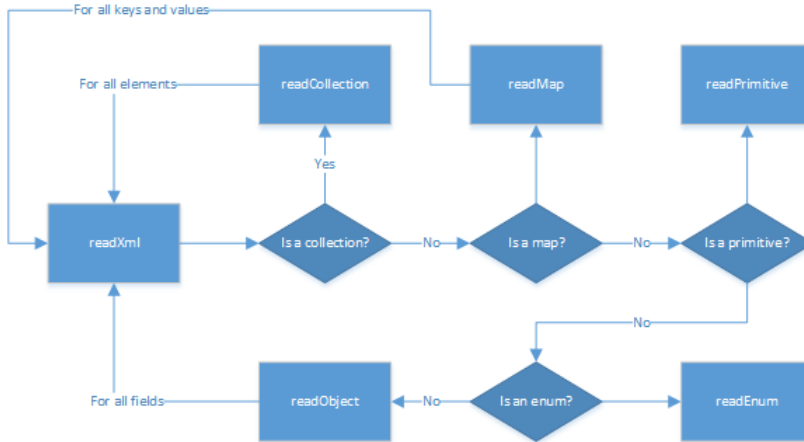 For all keys and values
For all elements
readCollection
readMap
readPrimitive
Yes
readXml
Is a collection?
No
Is a map?
No
Is a primitive?
No
For all fields
readObject
No
Is an enum?
readEnum